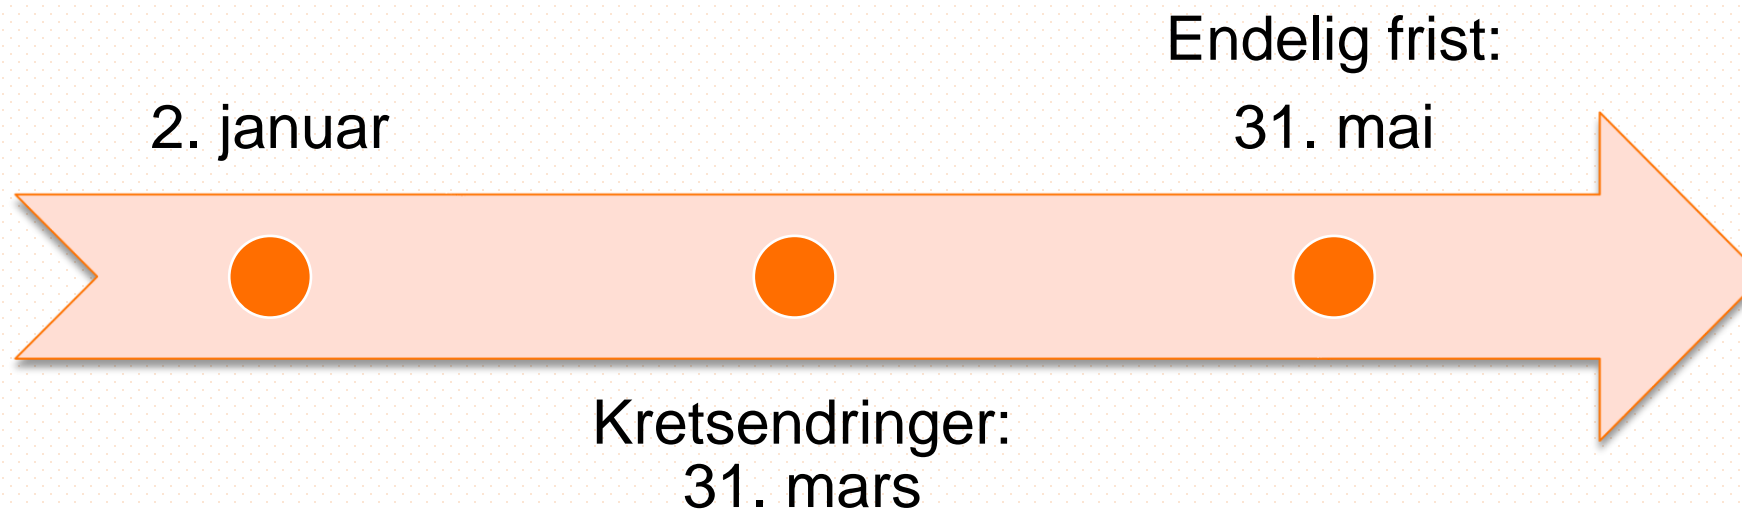 2. januar
Kretsendringer:
31. mars
Endelig frist:
31. mai